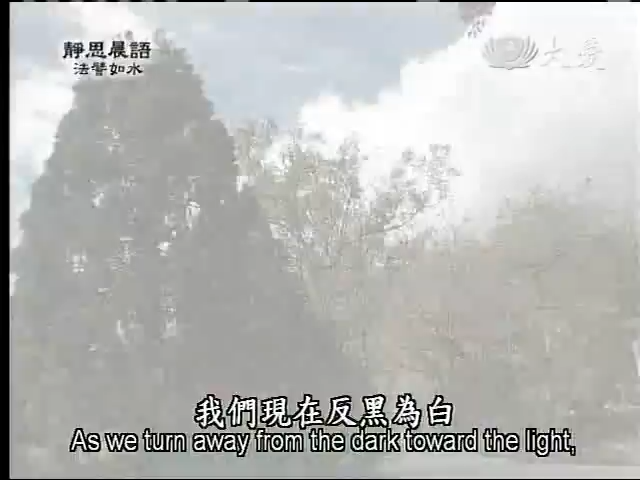 靜思晨語
法譬如水
大愛
我們現在反黑為白
As we turn away from the dark toward the light,